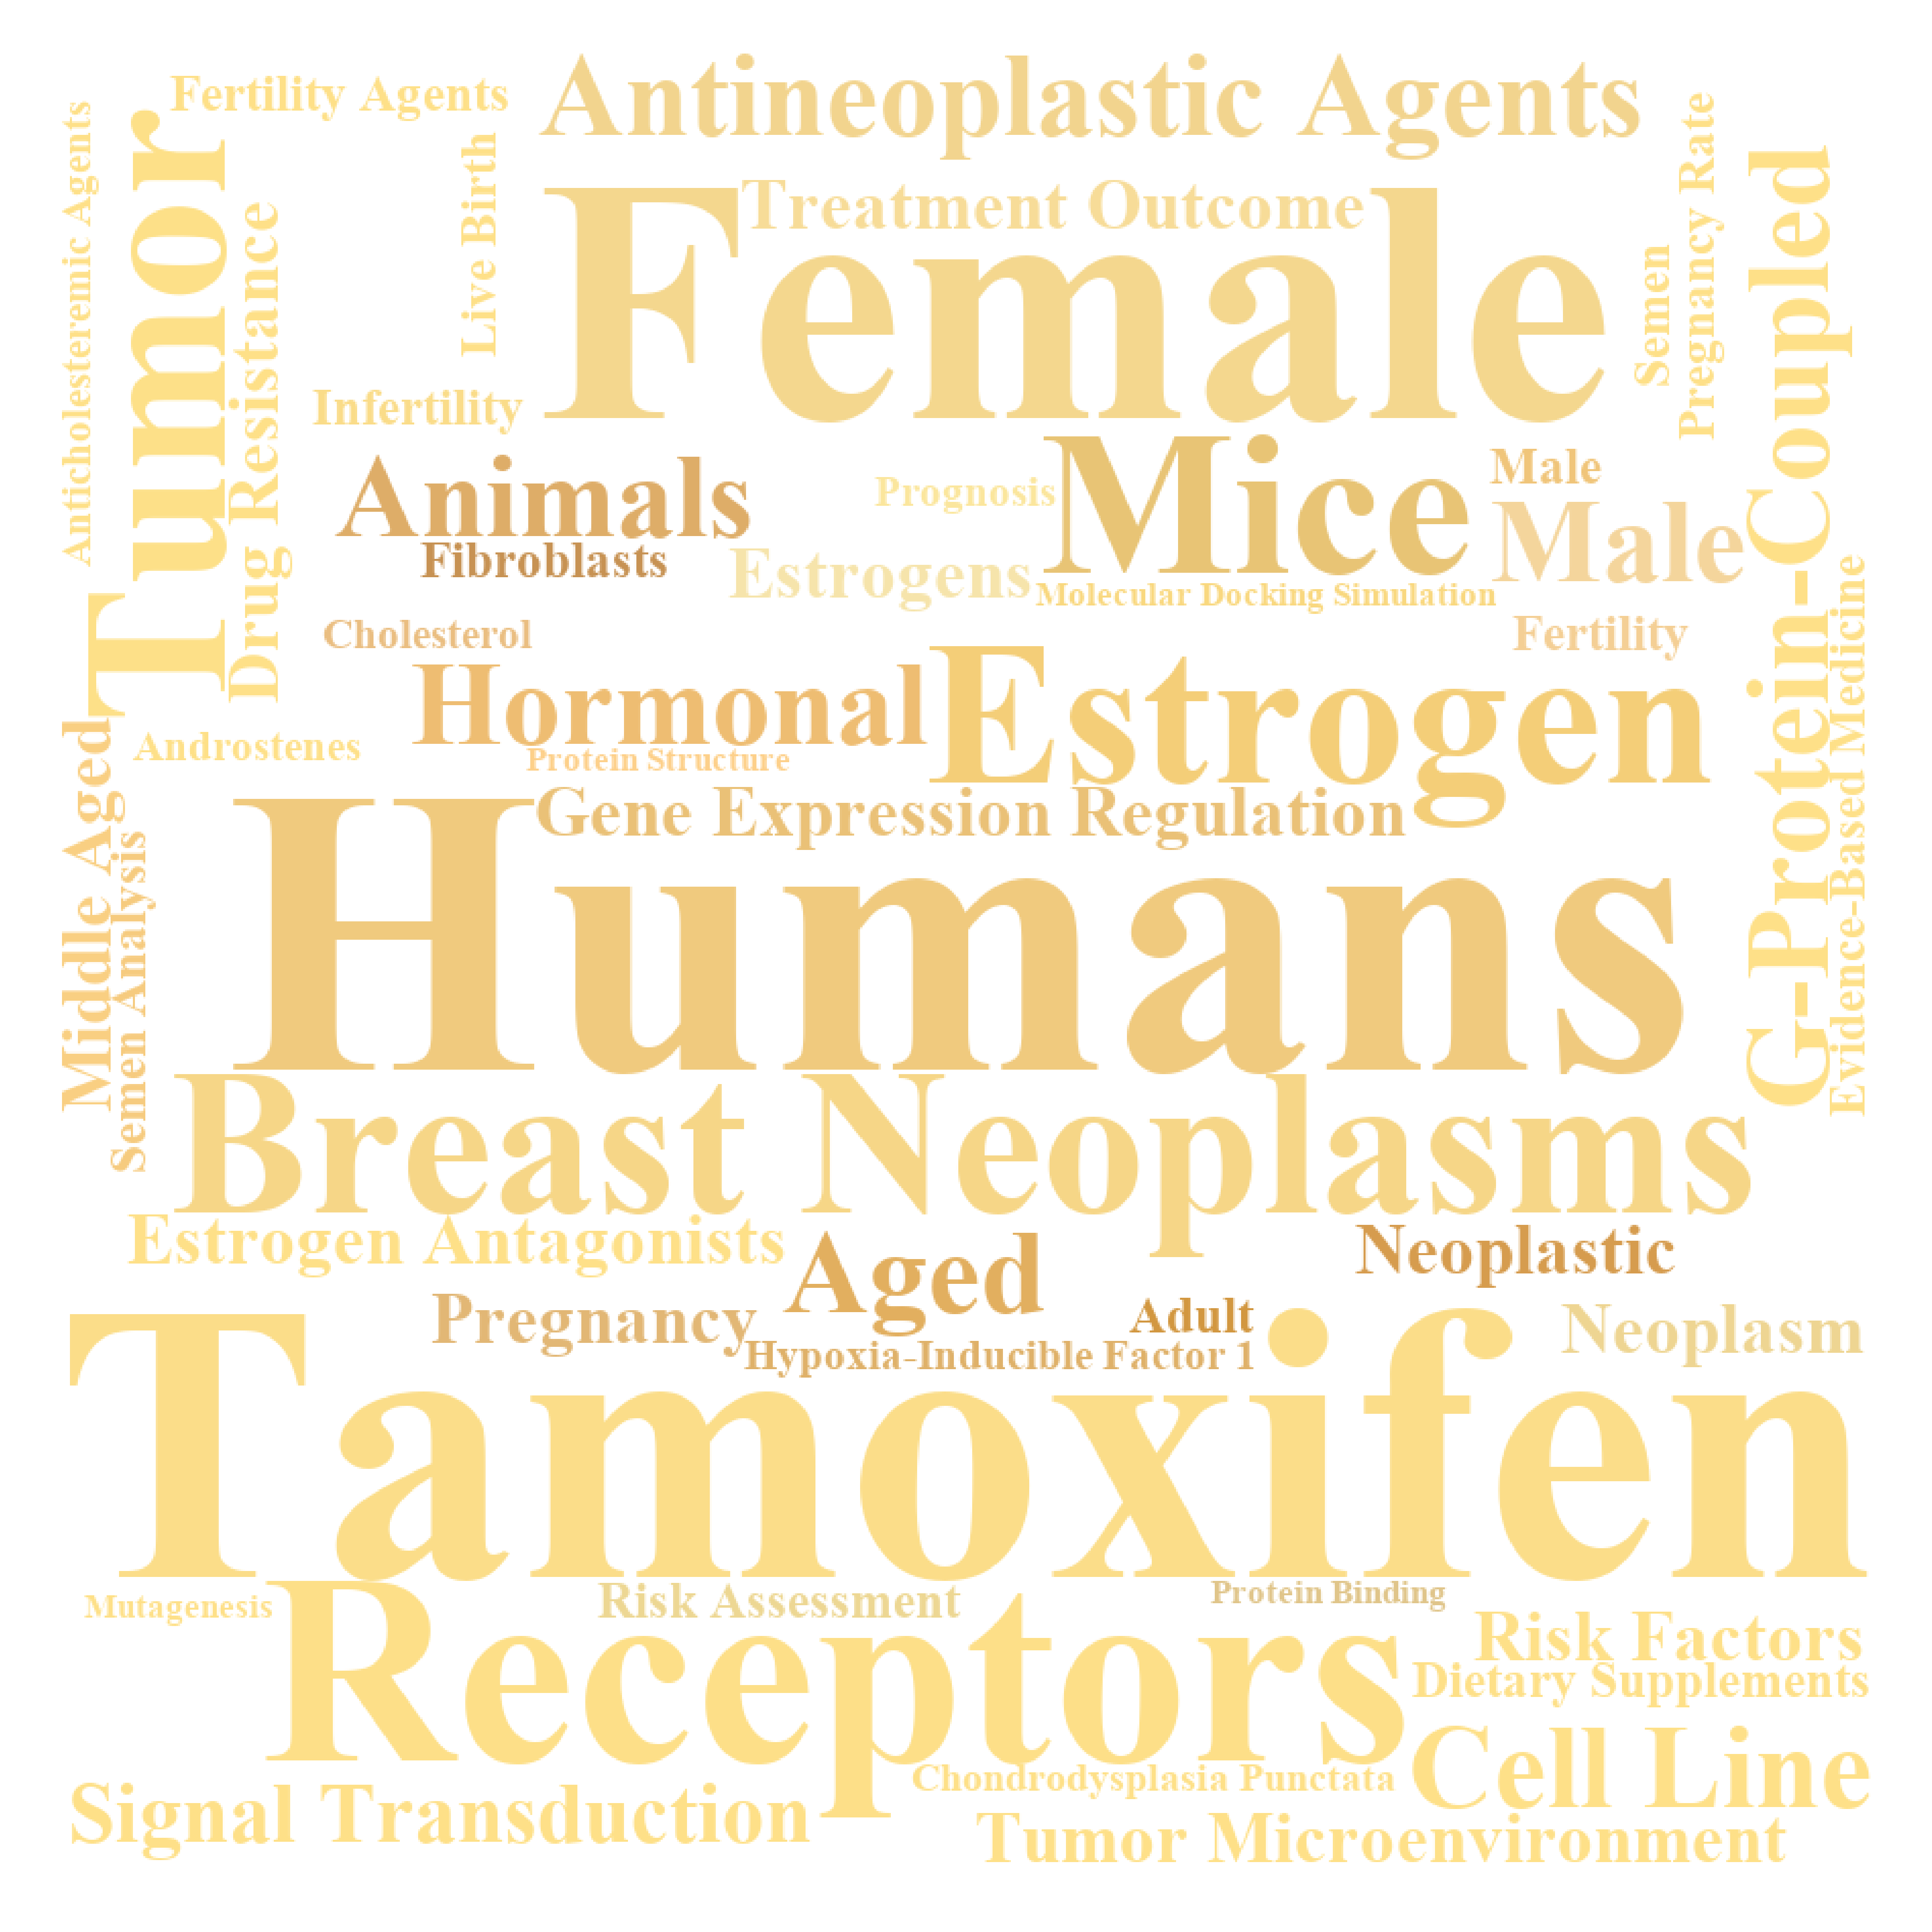 Fertility Agents
Antineoplastic Agents
Anticholesteremic Agents
Tumor
Drug Resistance
Live Birth
Treatment Outcome
Female
Semen
Pregnancy Rate
G-Protein-Coupled
Infertility
Animals
Fibroblasts
Prognosis
Mice
Male
Male
Estrogens
Molecular Docking Simulation
Evidence-Based Medicine
Cholesterol
Fertility
Hormonal
Estrogen
Androstenes
Protein Structure
Middle Aged
Semen Analysis
Gene Expression Regulation
Humans
Breast Neoplasms
Estrogen Antagonists
Aged
Neoplastic
Pregnancy
Adult
Neoplasm
Hypoxia-Inducible Factor 1
Tamoxifen
Mutagenesis
Risk Assessment
Protein Binding
Receptors
Risk Factors
Dietary Supplements
Cell Line
Chondrodysplasia Punctata
Signal Transduction
Tumor Microenvironment